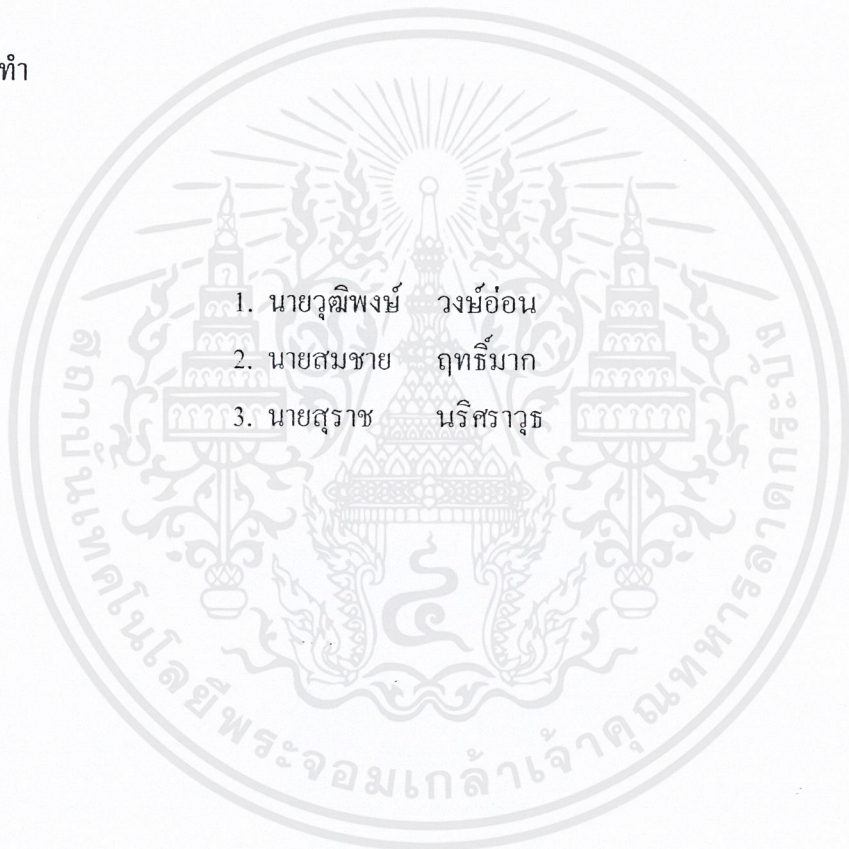 ทำ
1. นายวุฒิพงษ์ วงษ์อ่อน
2. นายสมชาย ฤทธิ์มาก
3. นายสุราช นริศราวุธ
สถาบันเทคโนโลยีพระจอมเกล้าเจ้าคุณทหารลาดกระบัง